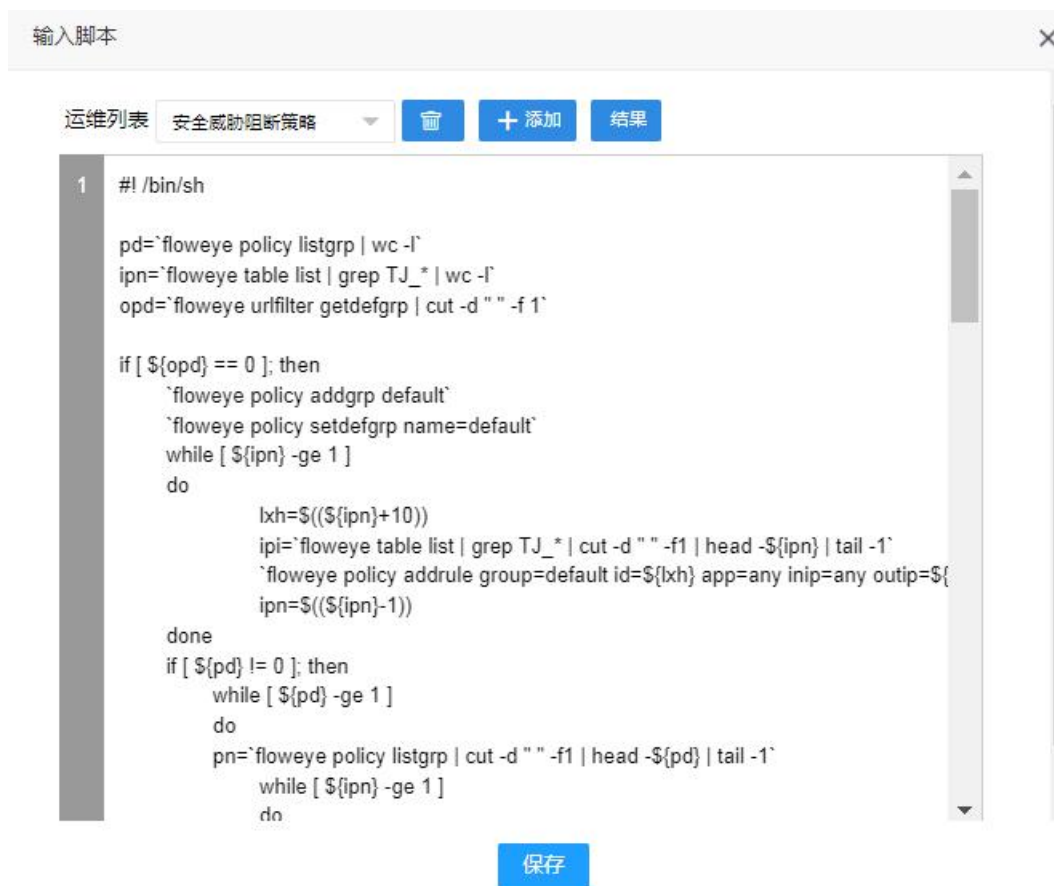 输入脚本
运维列表 安全威胁阻断策略 添加 结果
1 #! /bin/sh
pd=`floweye policy listgrp | wc -l`
ipn=`floweye table list | grep TJ_* | wc -l`
opd=`floweye urlfilter getdefgrp | cut -d " " -f 1`
if [ ${opd} == 0 ]; then
`floweye policy addgrp default`
`floweye policy setdefgrp name=default`
while [ ${ipn} -ge 1 ]
do
lxh=$((${ipn}+10))
ipi=`floweye table list | grep TJ_* | cut -d " " -f1 | head -${ipn} | tail -1`
`floweye policy addrule group=default id=${lxh} app=any inip=any outip=${
ipn=$((${ipn}-1))
done
if [ ${pd} != 0 ]; then
while [ ${pd} -ge 1 ]
do
pn=`floweye policy listgrp | cut -d " " -f1 | head -${pd} | tail -1`
while [ ${ipn} -ge 1 ]
do
保存